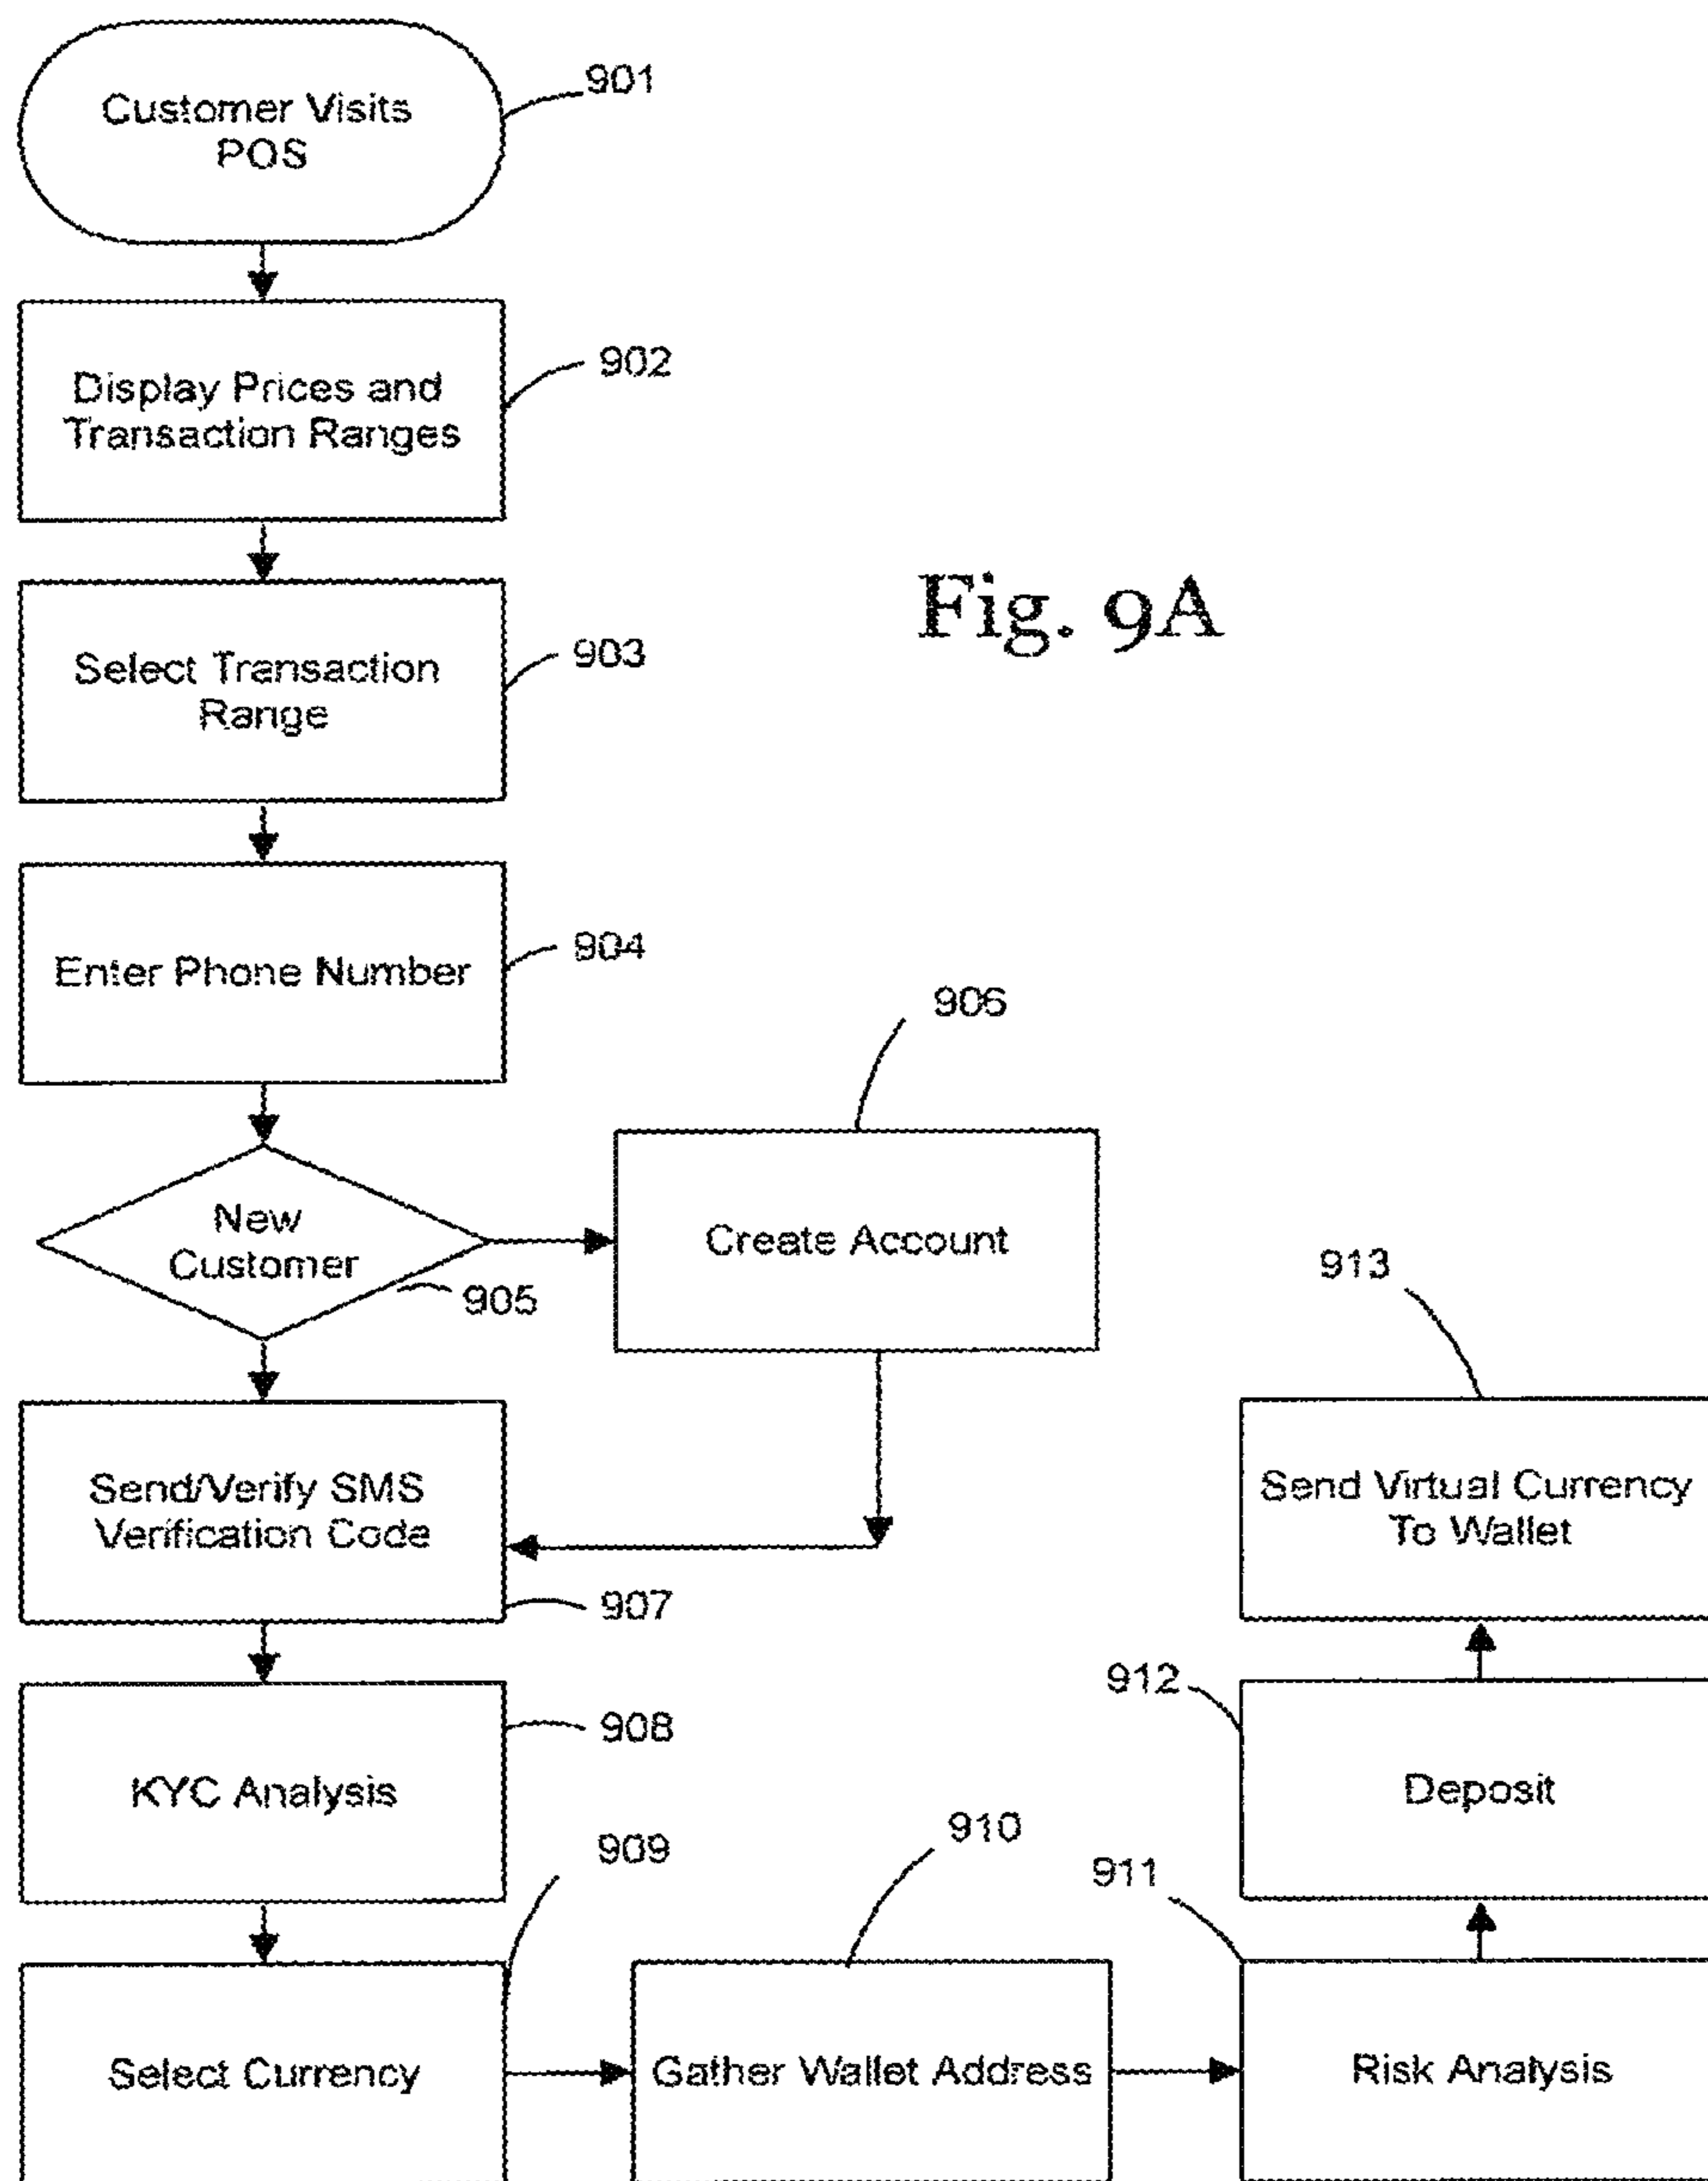 Customer Visits
POS
901
Display Prices and
Transaction Ranges
902
Fig. 9A
Select Transaction
Range
903
Enter Phone Number
904
906
New
Customer
905
Create Account
913
Send/Verify SMS
Verification Code
907
Send Virtual Currency
To Wallet
KYC Analysis
908
912
Deposit
909
910
911
Select Currency
Gather Wallet Address
Risk Analysis